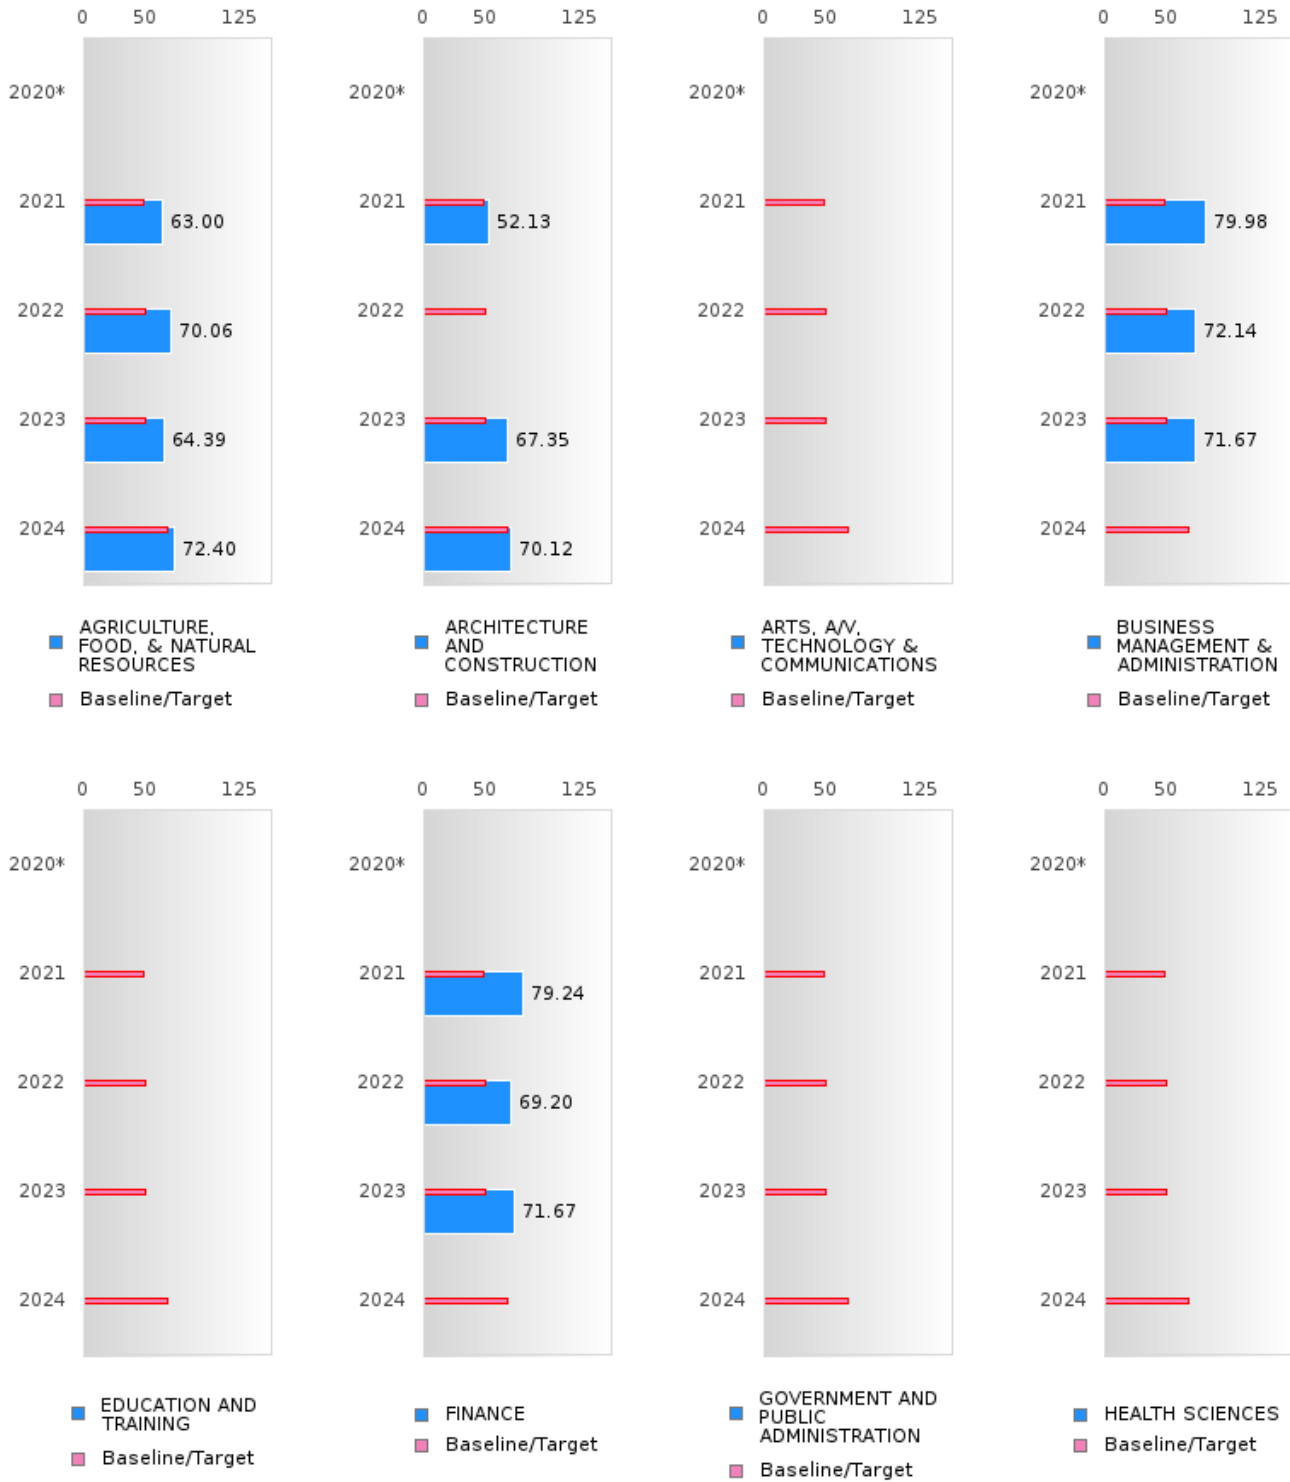 0 50 125 0 50 125 0 50 125 0 50 125
2020* 2020* 2020* 2020*
2021 63.00 2021 52.13 2021 2021 79.98
2022 70.06 2022 2022 2022 72.14
2023 64.39 2023 67.35 2023 2023 71.67
2024 72.40 2024 70.12 2024 2024
AGRICULTURE,
FOOD, & NATURAL
RESOURCES
Baseline/Target
ARCHITECTURE
AND
CONSTRUCTION
Baseline/Target
ARTS, A/V,
TECHNOLOGY &
COMMUNICATIONS
Baseline/Target
BUSINESS
MANAGEMENT &
ADMINISTRATION
Baseline/Target
0 50 125 0 50 125 0 50 125 0 50 125
2020* 2020* 2020* 2020*
2021 2021 79.24 2021 2021
2022 2022 69.20 2022 2022
2023 2023 71.67 2023 2023
2024 2024 2024 2024
EDUCATION AND
TRAINING
Baseline/Target
FINANCE
Baseline/Target
GOVERNMENT AND
PUBLIC
ADMINISTRATION
Baseline/Target
HEALTH SCIENCES
Baseline/Target